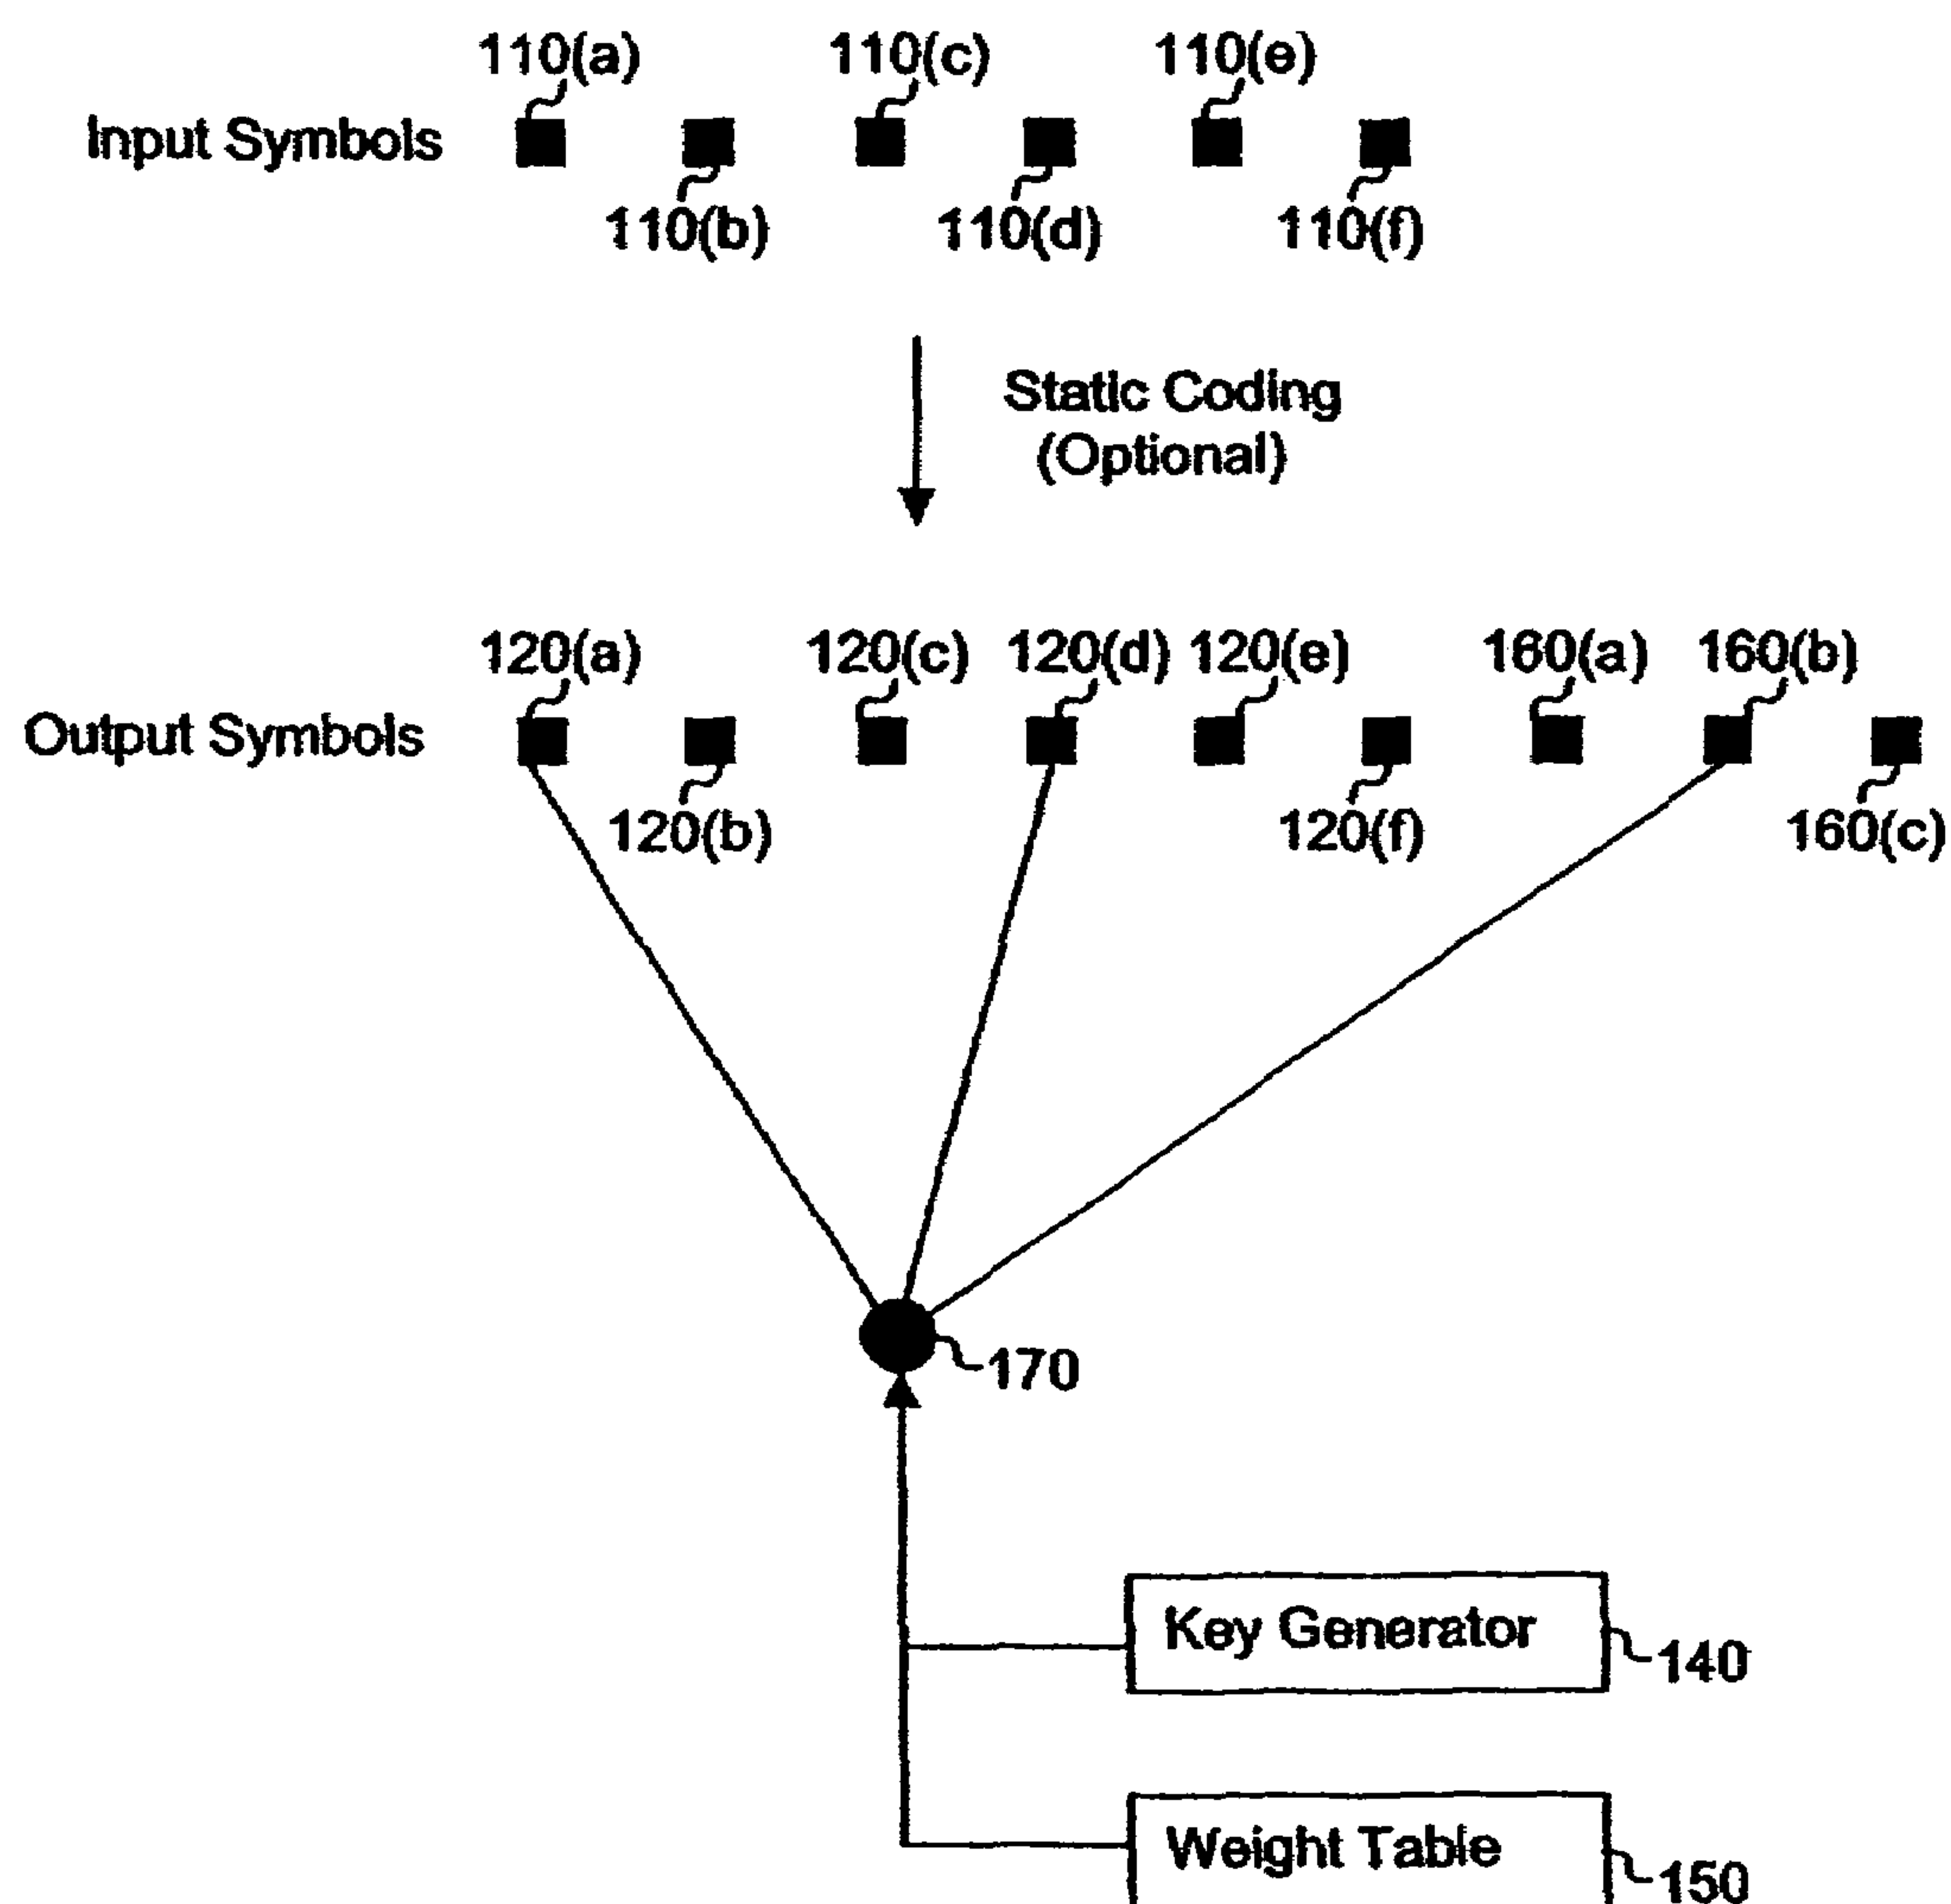 110(a) 110(c) 110(e)
Input Symbols
110(b) 110(d) 110(f)
Static Coding
(Optional)
120(a) 120(c) 120(d) 120(e) 160(a) 160(b)
Output Symbols
120(b) 120(f) 160(c)
170
Key Generator
140
Weight Table
150